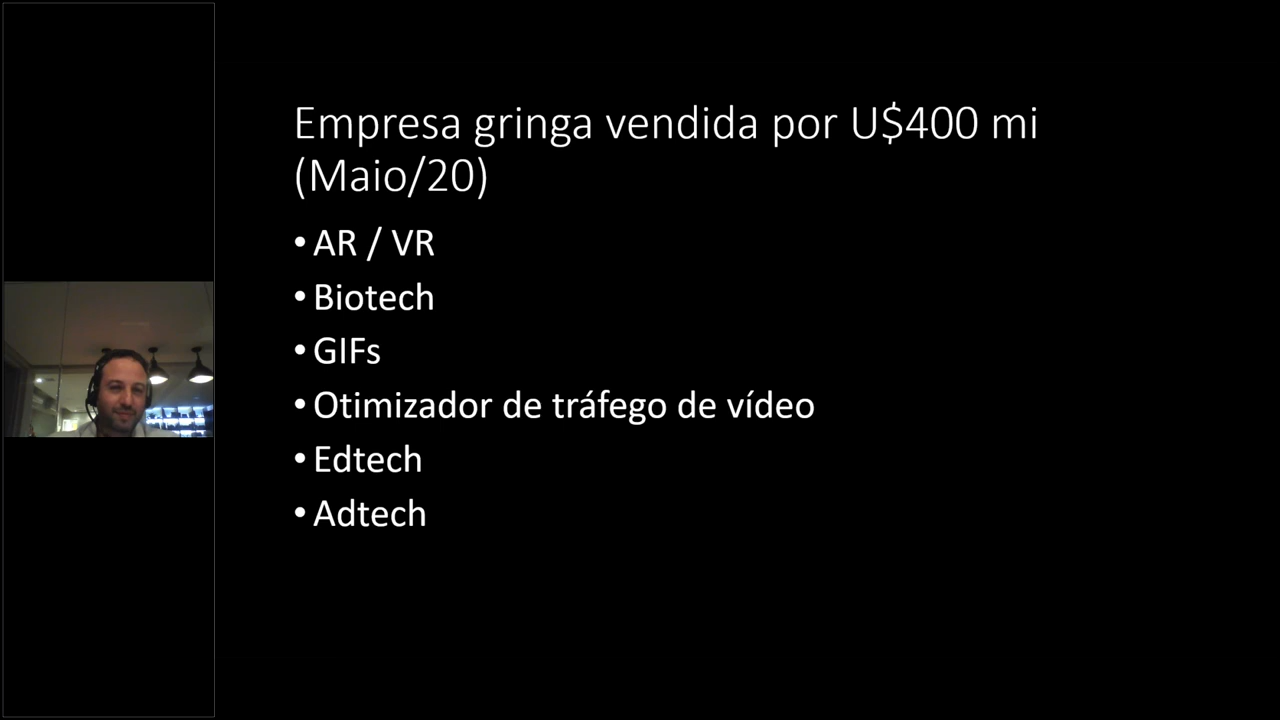 Empresa gringa vendida por U$400 mi
(Maio/20)
• AR / VR
• Biotech
• GIFs
• Otimizador de tráfego de vídeo
• Edtech
• Adtech